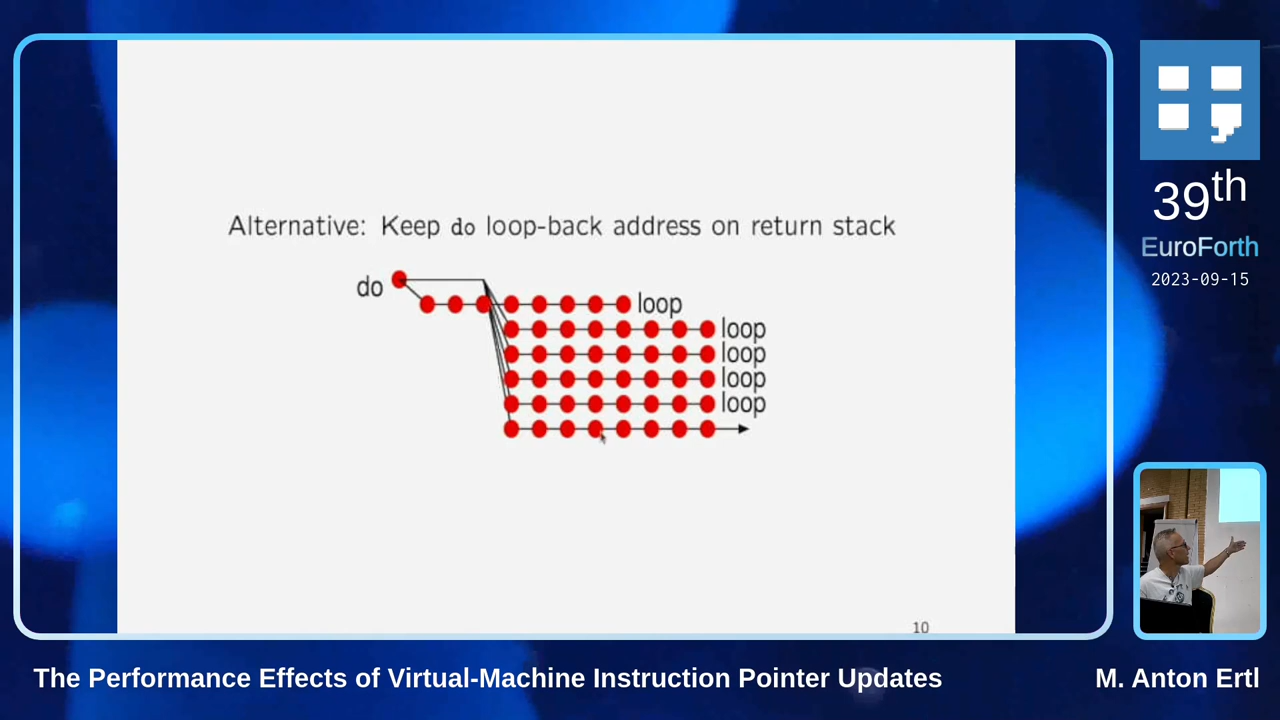 Alternative: Keep do loop-back address on return stack
do
loop
loop
loop
loop
loop
10
39th
EuroForth
2023-09-15
The Performance Effects of Virtual-Machine Instruction Pointer Updates
M. Anton Ertl